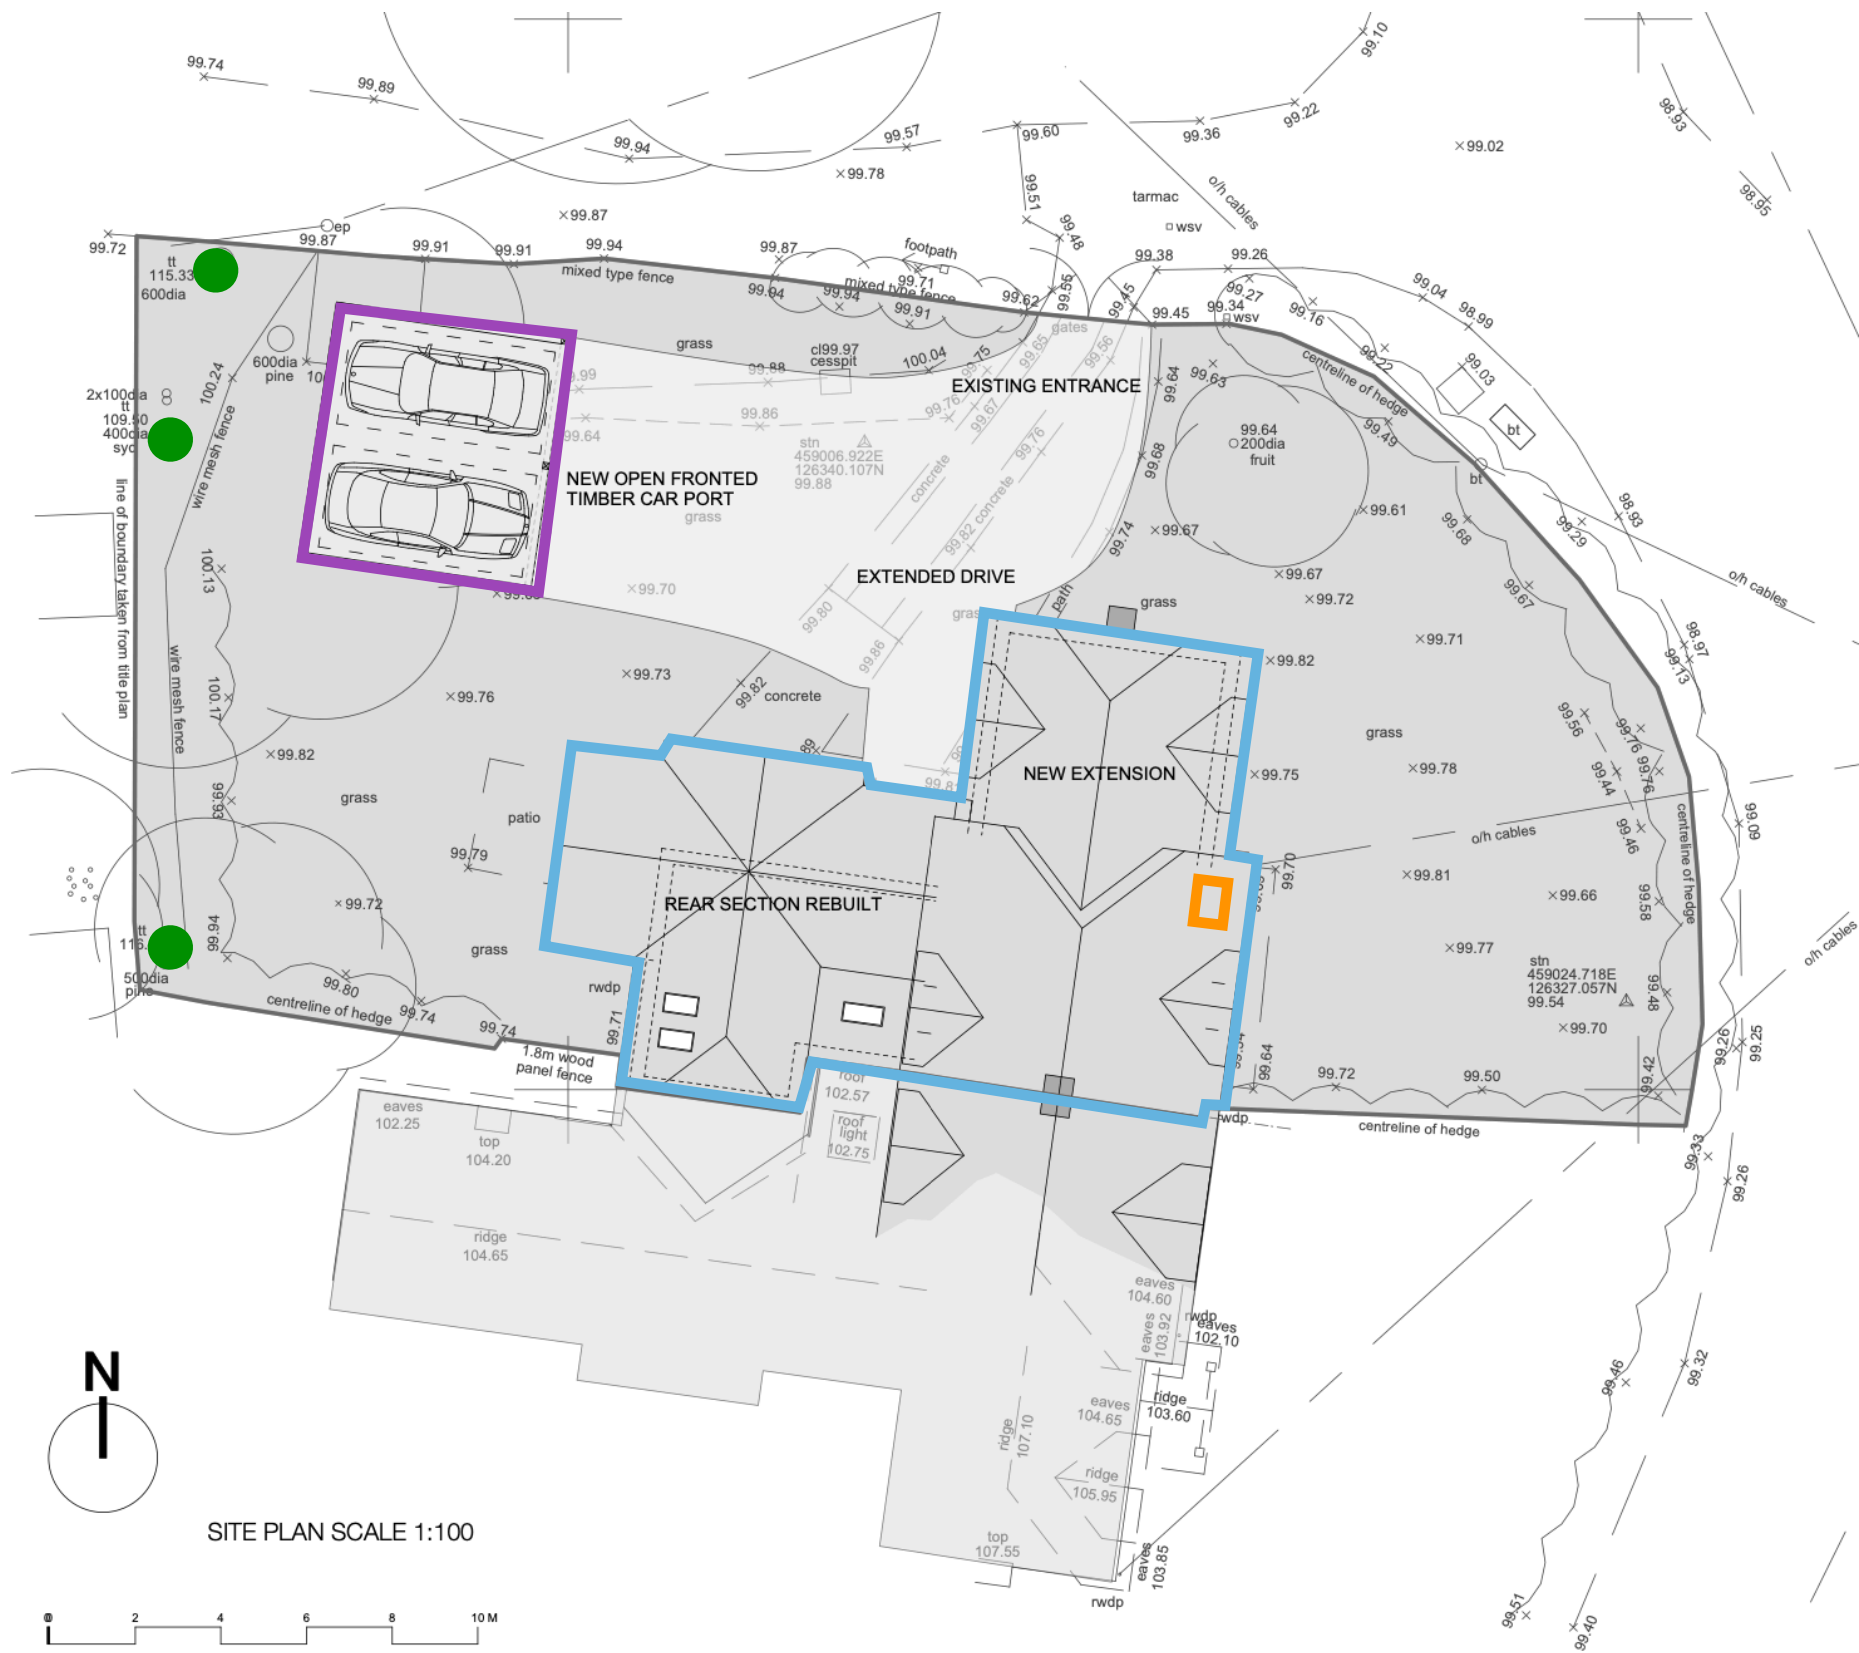 99.74
99.89
99.94
99.57
99.78
99.60
99.36
99.22
99.10
99.02
98.93
98.95
99.51
99.48
tarmac
wsv
o/h cables
ep
99.72
99.87
99.87
99.91
99.91
99.94
mixed type fence
99.87
99.94
99.94
99.91
99.71
footpath
mixed type fence
99.62
99.55
99.45
99.38
99.26
99.27
99.34
wsv
99.45
99.16
99.04
98.99
99.22
99.03
bt
bt
tt
115.33
600dia
600dia
pine
100.24
wire mesh fence
2x100dia
tt
109.50
400dia
syc
line of boundary taken from title plan
grass
99.88
cl99.97
cesspit
100.04
99.75
99.65
gates
99.56
99.64
99.63
centreline of hedge
99.49
EXISTING ENTRANCE
99.86
99.76
99.67
99.76
99.64
stn
459006.922E
126340.107N
99.88
concrete
concrete
99.82
99.68
99.74
99.64
200dia
fruit
99.67
99.61
99.68
99.29
98.93
NEW OPEN FRONTED
TIMBER CAR PORT
grass
99.70
EXTENDED DRIVE
99.80
99.86
path
grass
99.67
99.72
99.67
o/h cables
98.97
99.13
100.13
100.17
wire mesh fence
99.76
99.73
99.82
concrete
99.82
99.71
99.82
grass
99.56
99.76
99.76
99.44
99.46
99.78
99.75
NEW EXTENSION
99.93
grass
patio
99.79
99.72
REAR SECTION REBUILT
o/h cables
99.70
99.81
99.66
99.58
centreline of hedge
99.09
o/h cables
99.94
grass
99.77
stn
459024.718E
126327.057N
99.54
99.48
99.70
tt
500dia
99.80
centreline of hedge
99.74
99.74
rwdp
99.71
1.8m wood
panel fence
99.64
99.72
99.50
99.42
99.26
99.25
centreline of hedge
rwdp
eaves
102.25
top
104.20
roof
102.57
roof
light
102.75
99.33
99.26
ridge
104.65
eaves
104.60
eaves
103.92
rwdp
eaves
102.10
ridge
103.60
eaves
104.65
ridge
107.10
ridge
105.95
top
107.55
eaves
103.85
rwdp
99.46
99.32
99.51
99.40
N
SITE PLAN SCALE 1:100
0 2 4 6 8 10 M